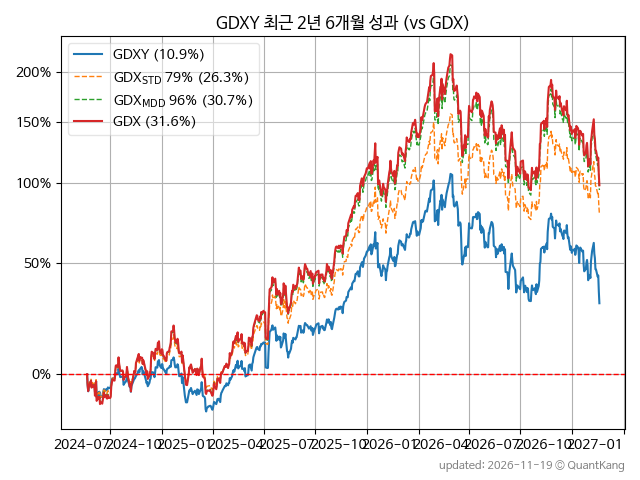 GDXY 최근 2년 6개월 성과 (vs GDX)
GDXY (10.9%)
GDX_STD 79% (26.3%)
GDX_MDD 96% (30.7%)
GDX (31.6%)
200%
150%
100%
50%
0%
2024-07 2024-10 2025-01 2025-04 2025-07 2025-10 2026-01 2026-04 2026-07 2026-10 2027-01
updated: 2026-11-19 © QuantKang